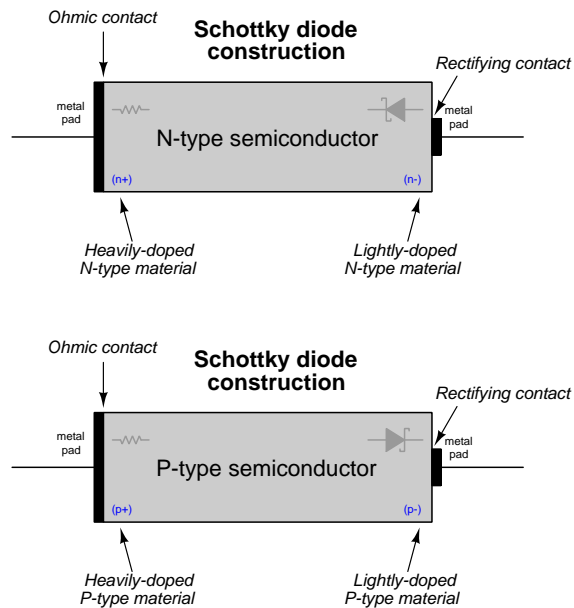 Ohmic contact
Schottky diode
construction
Rectifying contact
metal
pad
metal
pad
N-type semiconductor
(n+)
(n-)
Heavily-doped
N-type material
Lightly-doped
N-type material
Ohmic contact
Schottky diode
construction
Rectifying contact
metal
pad
metal
pad
P-type semiconductor
(p+)
(p-)
Heavily-doped
P-type material
Lightly-doped
P-type material